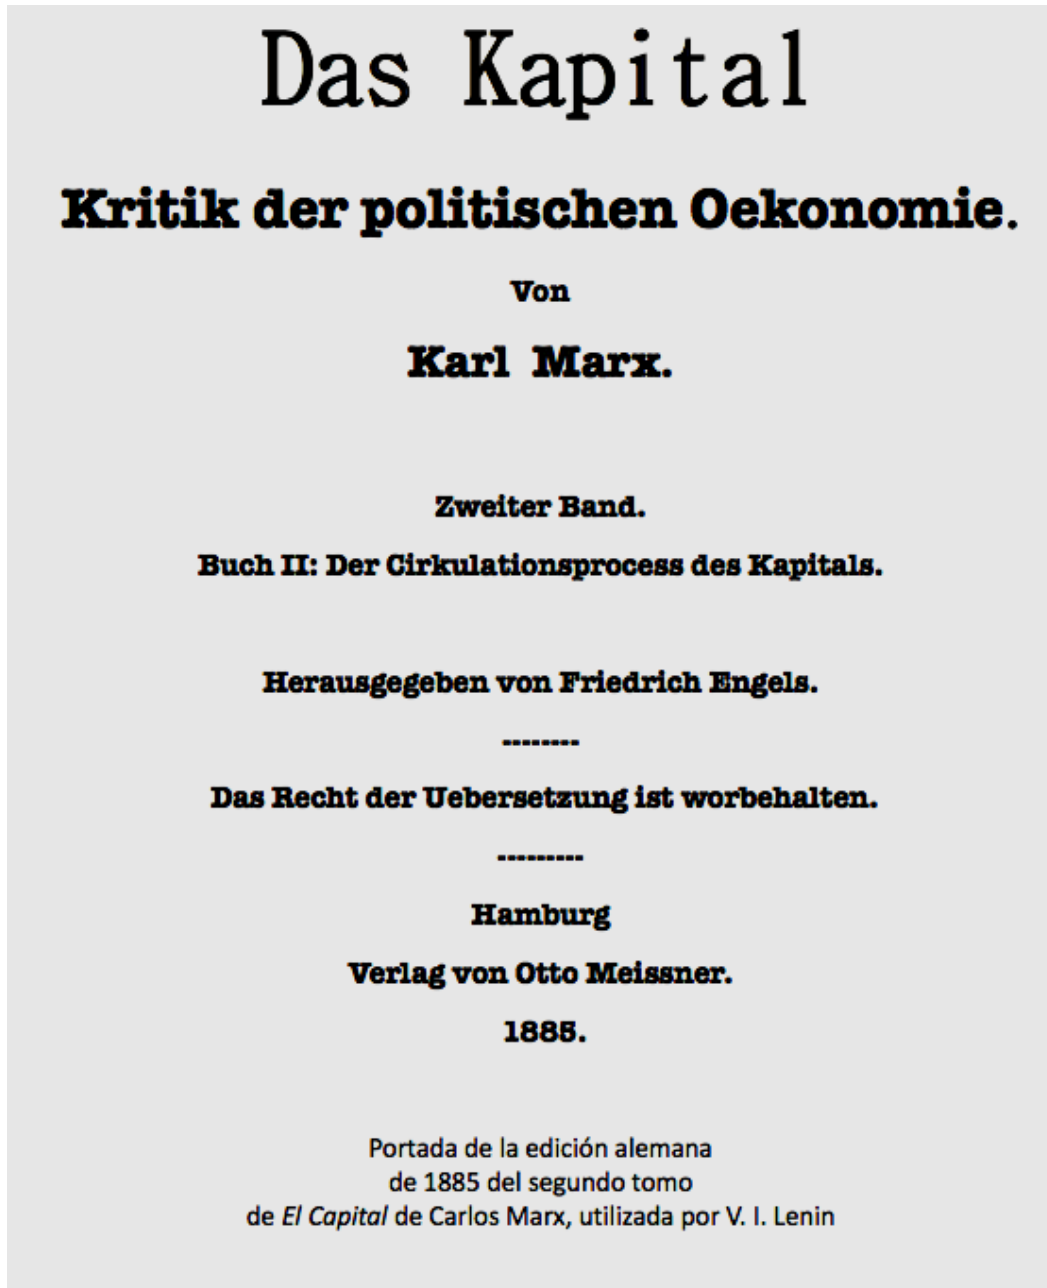 Das Kapital
Kritik der politischen Oekonomie.
Von
Karl Marx.
Zweiter Band.
Buch II: Der Cirkulationsprocess des Kapitals.
Herausgegeben von Friedrich Engels.
--------
Das Recht der Uebersetzung ist worbehalten.
---------
Hamburg
Verlag von Otto Meissner.
1885.
Portada de la edición alemana
de 1885 del segundo tomo
de El Capital de Carlos Marx, utilizada por V. I. Lenin